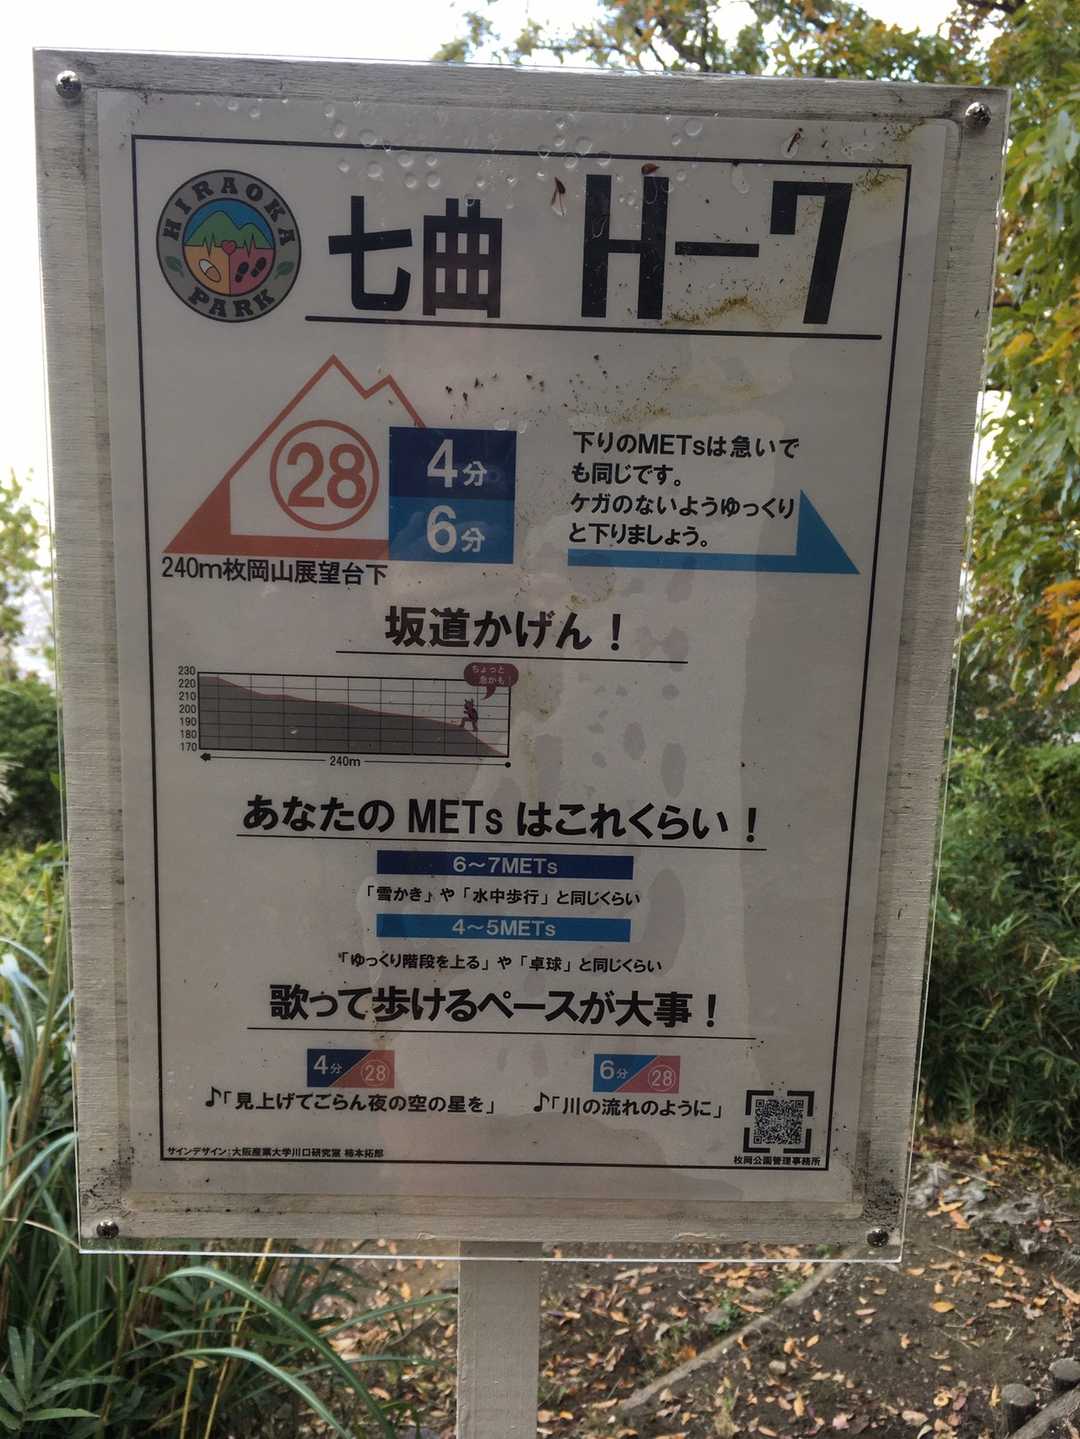 HIRAOKA PARK
七曲 H-7
28
4分
6分
240m枚岡山展望台下
下りのMETsは急いで
も同じです。
ケガのないようゆっくり
と下りましょう。
坂道かげん！
ちょっと
急かも！
230
220
210
200
190
180
170
240m
あなたの METs はこれくらい！
6～7METs
「雪かき」や「水中歩行」と同じくらい
4～5METs
「ゆっくり階段を上る」や「卓球」と同じくらい
歌って歩けるペースが大事！
4分 28
6分 28
♪「見上げてごらん夜の空の星を」
♪「川の流れのように」
サインデザイン：大阪産業大学川口研究室 柿本拓郎
枚岡公園管理事務所